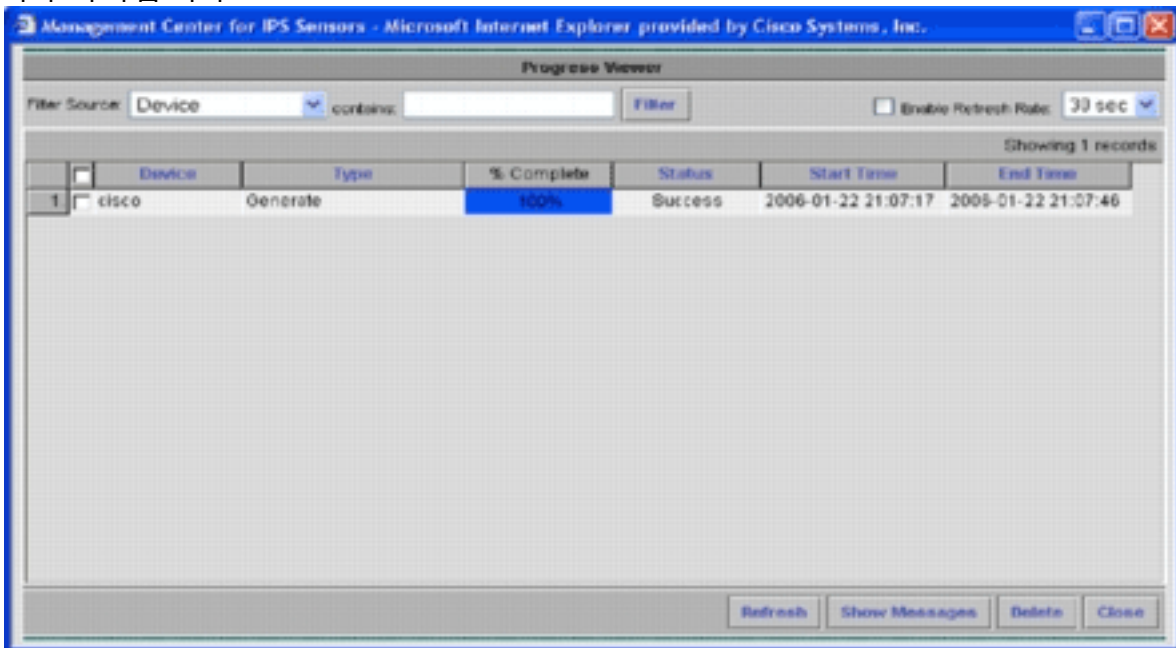 Management Center for IPS Sensors - Microsoft Internet Explorer provided by Cisco Systems, Inc.
Progress Viewer
Filter Source: Device contains: Filter Enable Refresh Rate: 30 sec
Showing 1 records
Device Type % Complete Status Start Time End Time
1 cisco Generate 100% Success 2006-01-22 21:07:17 2006-01-22 21:07:46
Refresh Show Messages Delete Close